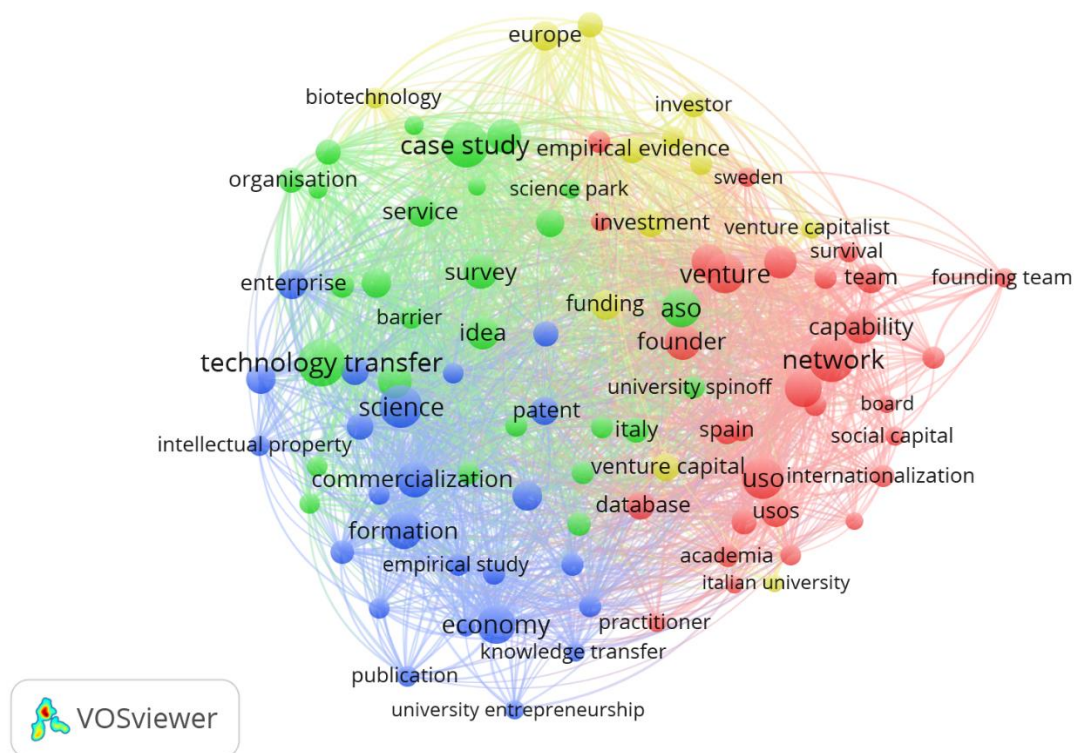 europe
biotechnology
investor
case study
empirical evidence
organisation
science park
sweden
service
investment
venture capitalist
survival
enterprise
survey
venture
team
founding team
barrier
idea
funding
aso
capability
founder
technology transfer
network
university spinoff
science
patent
board
intellectual property
italy
spain
social capital
commercialization
venture capital
uso
internationalization
database
usos
formation
empirical study
academia
italian university
economy
practitioner
knowledge transfer
publication
university entrepreneurship
VOSviewer